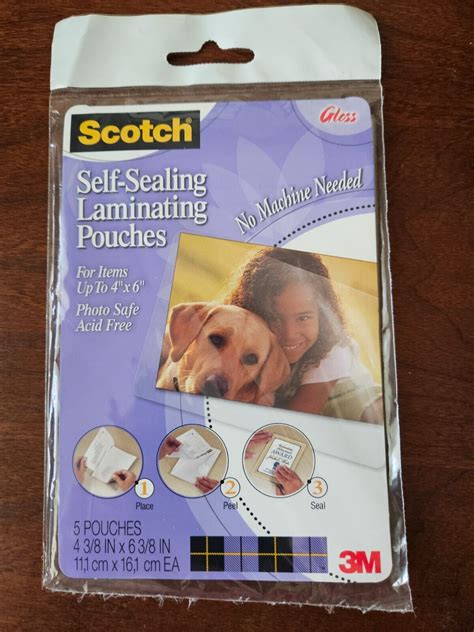 Scotch®
Gloss
Self-Sealing
Laminating
Pouches
No Machine Needed
For Items
Up To 4"x 6"
Photo Safe
Acid Free
AWARD
1
Place
2
Peel
3
Seal
5 POUCHES
4 3/8 IN x 6 3/8 IN
11,1 cm x 16,1 cm EA
3M